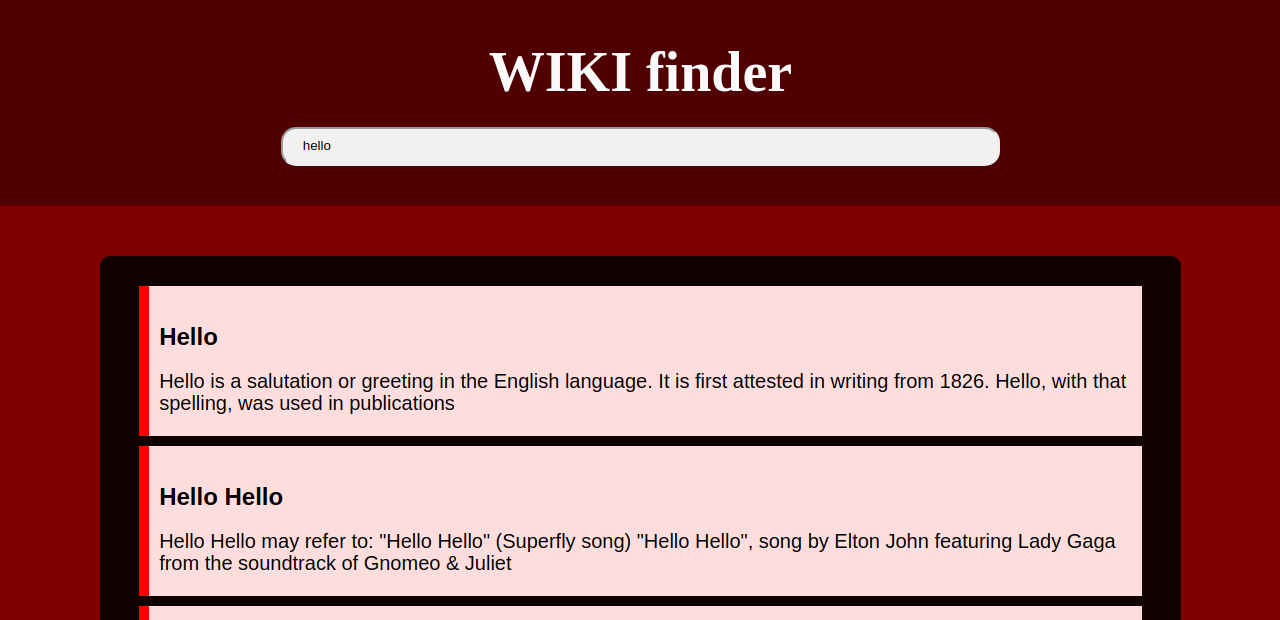 WIKI finder
hello
Hello
Hello is a salutation or greeting in the English language. It is first attested in writing from 1826. Hello, with that
spelling, was used in publications
Hello Hello
Hello Hello may refer to: "Hello Hello" (Superfly song) "Hello Hello", song by Elton John featuring Lady Gaga
from the soundtrack of Gnomeo & Juliet